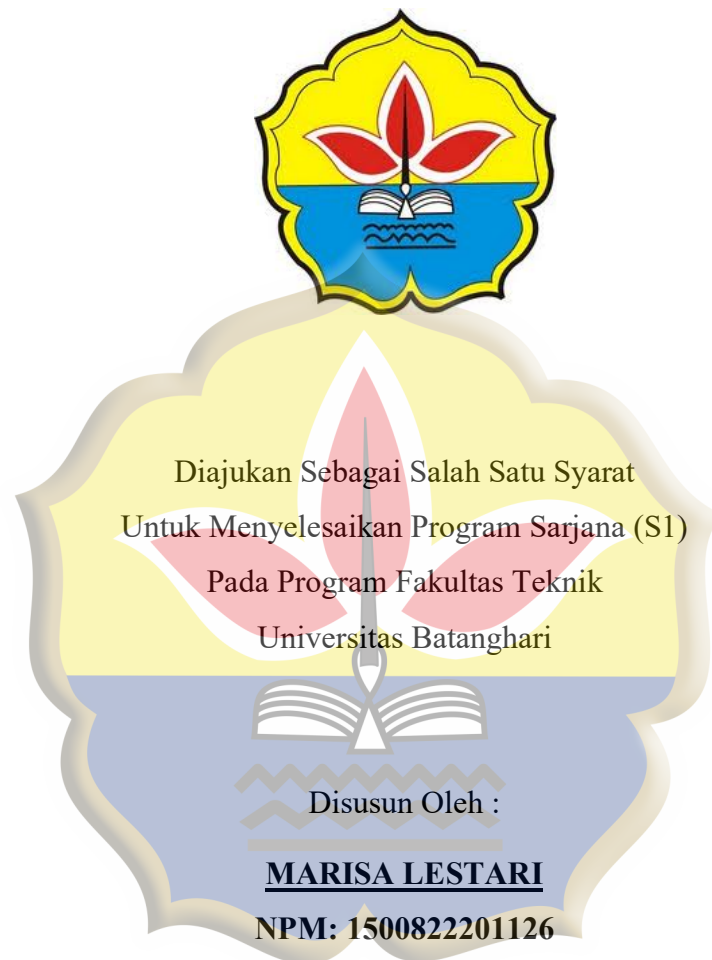 Diajukan Sebagai Salah Satu Syarat
Untuk Menyelesaikan Program Sarjana (S1)
Pada Program Fakultas Teknik
Universitas Batanghari
Disusun Oleh :
MARISA LESTARI
NPM: 1500822201126